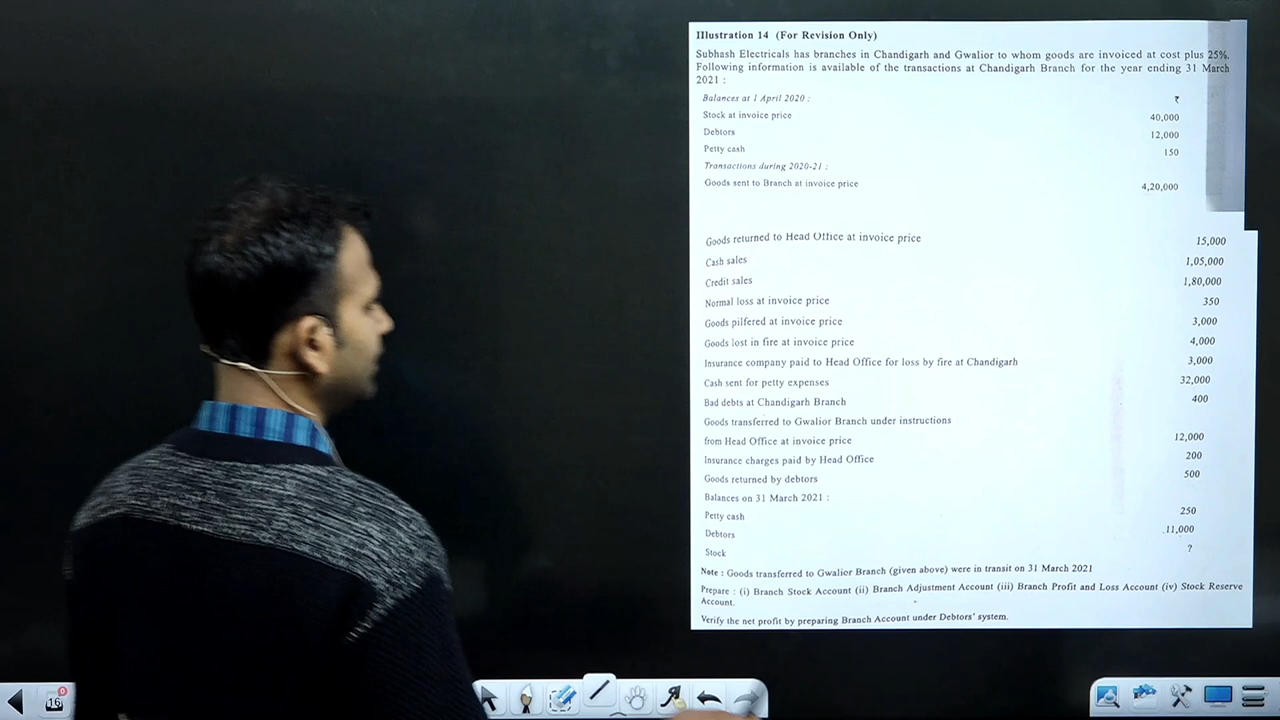 Illustration 14 (For Revision Only)
Subhash Electricals has branches in Chandigarh and Gwalior to whom goods are invoiced at cost plus 25%.
Following information is available of the transactions at Chandigarh Branch for the year ending 31 March
2021 :
Balances at 1 April 2020 : ₹
Stock at invoice price 40,000
Debtors 12,000
Petty cash 150
Transactions during 2020-21 :
Goods sent to Branch at invoice price 4,20,000
Goods returned to Head Office at invoice price 15,000
Cash sales 1,05,000
Credit sales 1,80,000
Normal loss at invoice price 350
Goods pilfered at invoice price 3,000
Goods lost in fire at invoice price 4,000
Insurance company paid to Head Office for loss by fire at Chandigarh 3,000
Cash sent for petty expenses 32,000
Bad debts at Chandigarh Branch 400
Goods transferred to Gwalior Branch under instructions
from Head Office at invoice price 12,000
Insurance charges paid by Head Office 200
Goods returned by debtors 500
Balances on 31 March 2021 :
Petty cash 250
Debtors 11,000
Stock ?
Note : Goods transferred to Gwalior Branch (given above) were in transit on 31 March 2021
Prepare : (i) Branch Stock Account (ii) Branch Adjustment Account (iii) Branch Profit and Loss Account (iv) Stock Reserve
Account.
Verify the net profit by preparing Branch Account under Debtors' system.
16
0